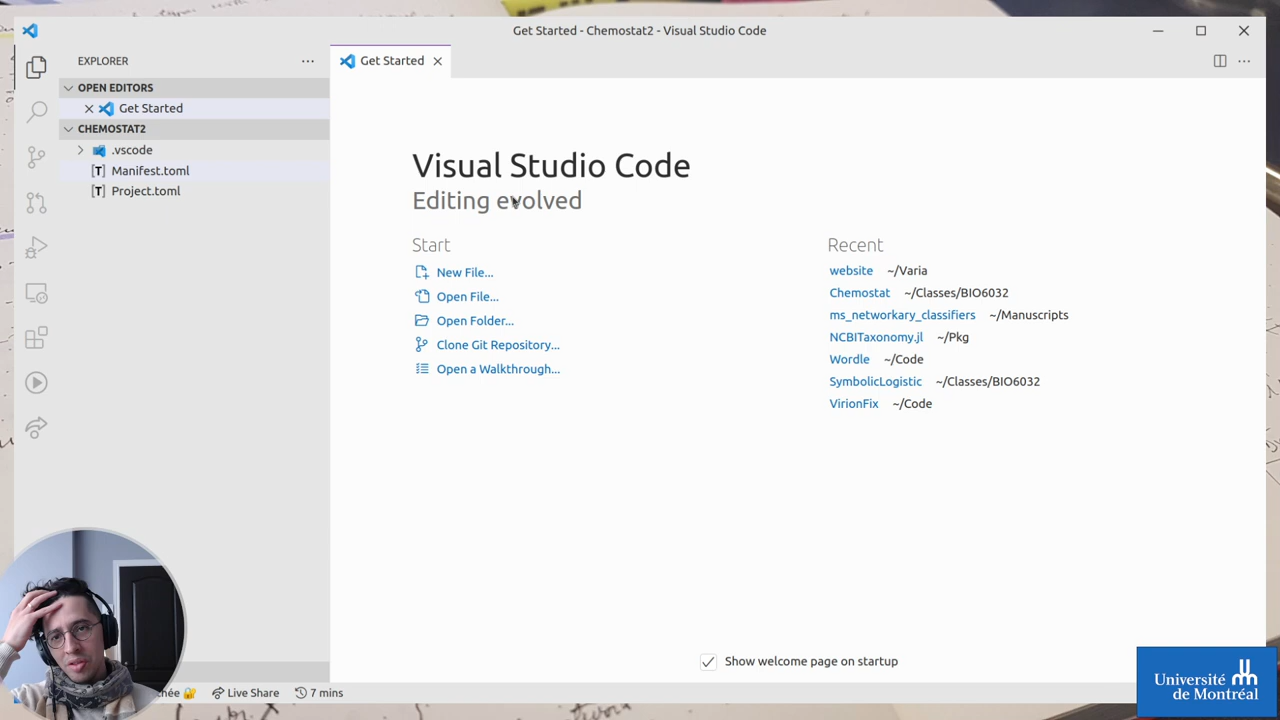 Get Started - Chemostat2 - Visual Studio Code
EXPLORER
Get Started
OPEN EDITORS
Get Started
CHEMOSTAT2
.vscode
[T] Manifest.toml
[T] Project.toml
Visual Studio Code
Editing evolved
Start
New File...
Open File...
Open Folder...
Clone Git Repository...
Open a Walkthrough...
Recent
website ~/Varia
Chemostat ~/Classes/BIO6032
ms_networkary_classifiers ~/Manuscripts
NCBITaxonomy.jl ~/Pkg
Wordle ~/Code
SymbolicLogistic ~/Classes/BIO6032
VirionFix ~/Code
Show welcome page on startup
Live Share
7 mins
Université
de Montréal